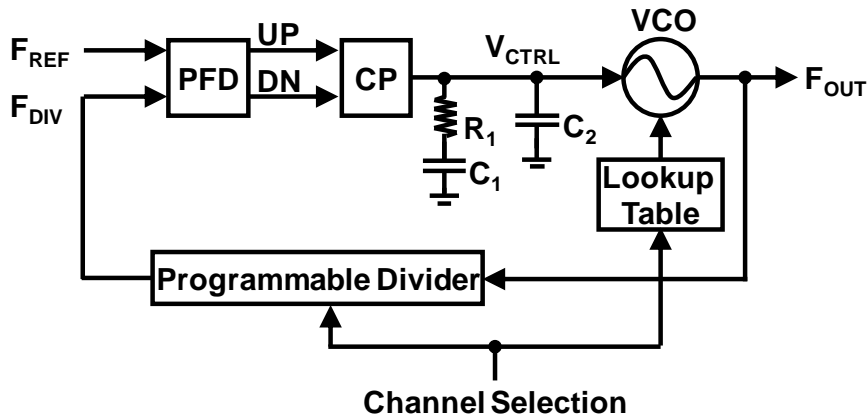 VCO
F_REF
UP
V_CTRL
PFD
CP
F_OUT
F_DIV
DN
R_1
C_2
C_1
Lookup
Table
Programmable Divider
Channel Selection